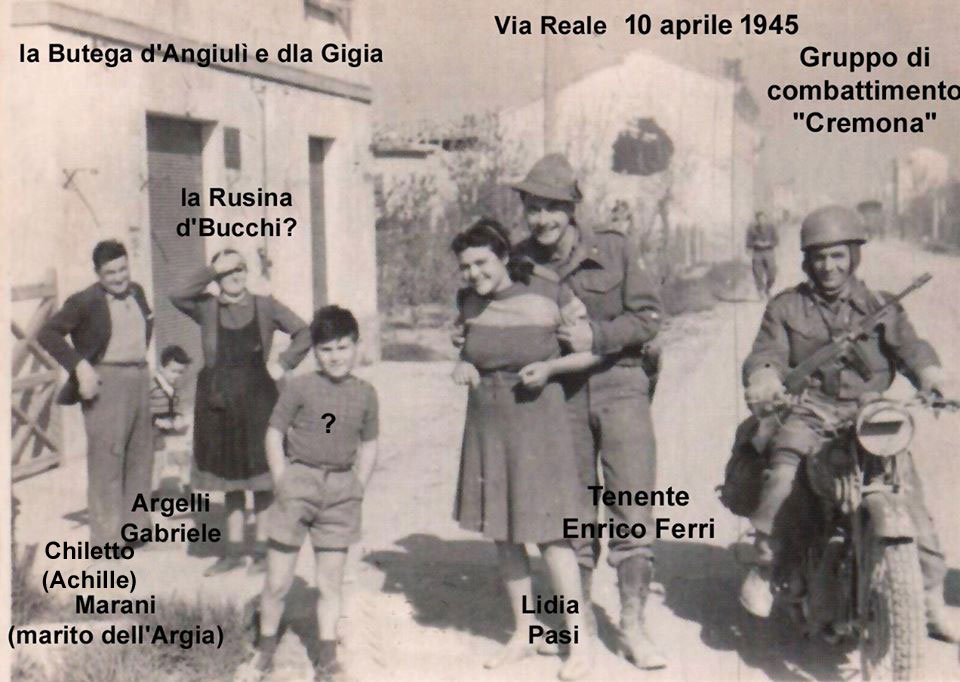 Via Reale 10 aprile 1945
la Butega d'Angiulì e dla Gigia
Gruppo di
combattimento
"Cremona"
la Rusina
d'Bucchi?
?
Argelli
Gabriele
Chiletto
(Achille)
Marani
(marito dell'Argia)
Tenente
Enrico Ferri
Lidia
Pasi